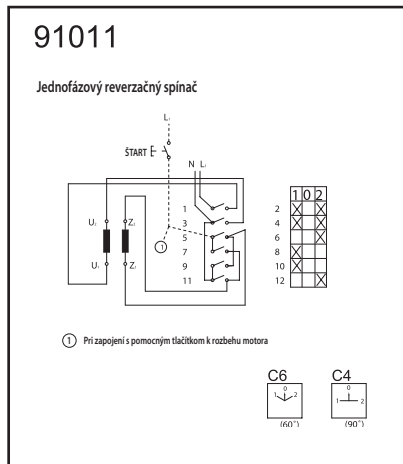 91011
Jednofázový reverzačný spínač
L₁
ŠTART
N L₁
1 0 2
1 2
3 4
U₂ Z₂ 5 6
1 7 8
U₁ Z₁ 9 10
11 12
1 Pri zapojení s pomocným tlačítkom k rozbehu motora
C6 C4
0 0
1 2 1 2
(60°) (90°)